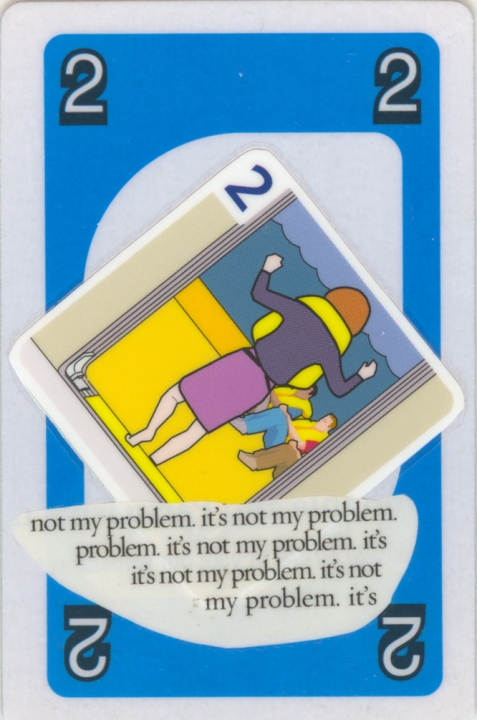 2 2
2
not my problem. it's not my problem.
problem. it's not my problem. it's
it's not my problem. it's not
my problem. it's
2 2